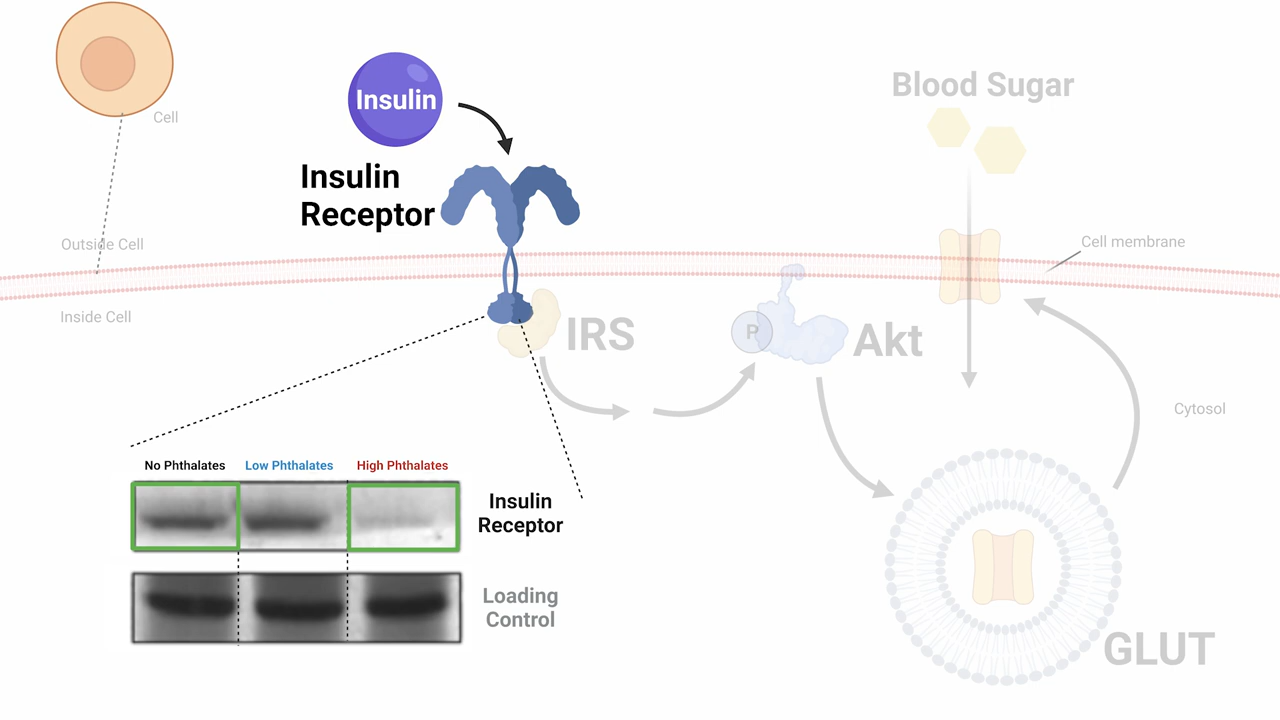 Cell
Insulin
Blood Sugar
Insulin
Receptor
Outside Cell
Cell membrane
Inside Cell
IRS
P
Akt
Cytosol
No Phthalates
Low Phthalates
High Phthalates
Insulin
Receptor
Loading
Control
GLUT